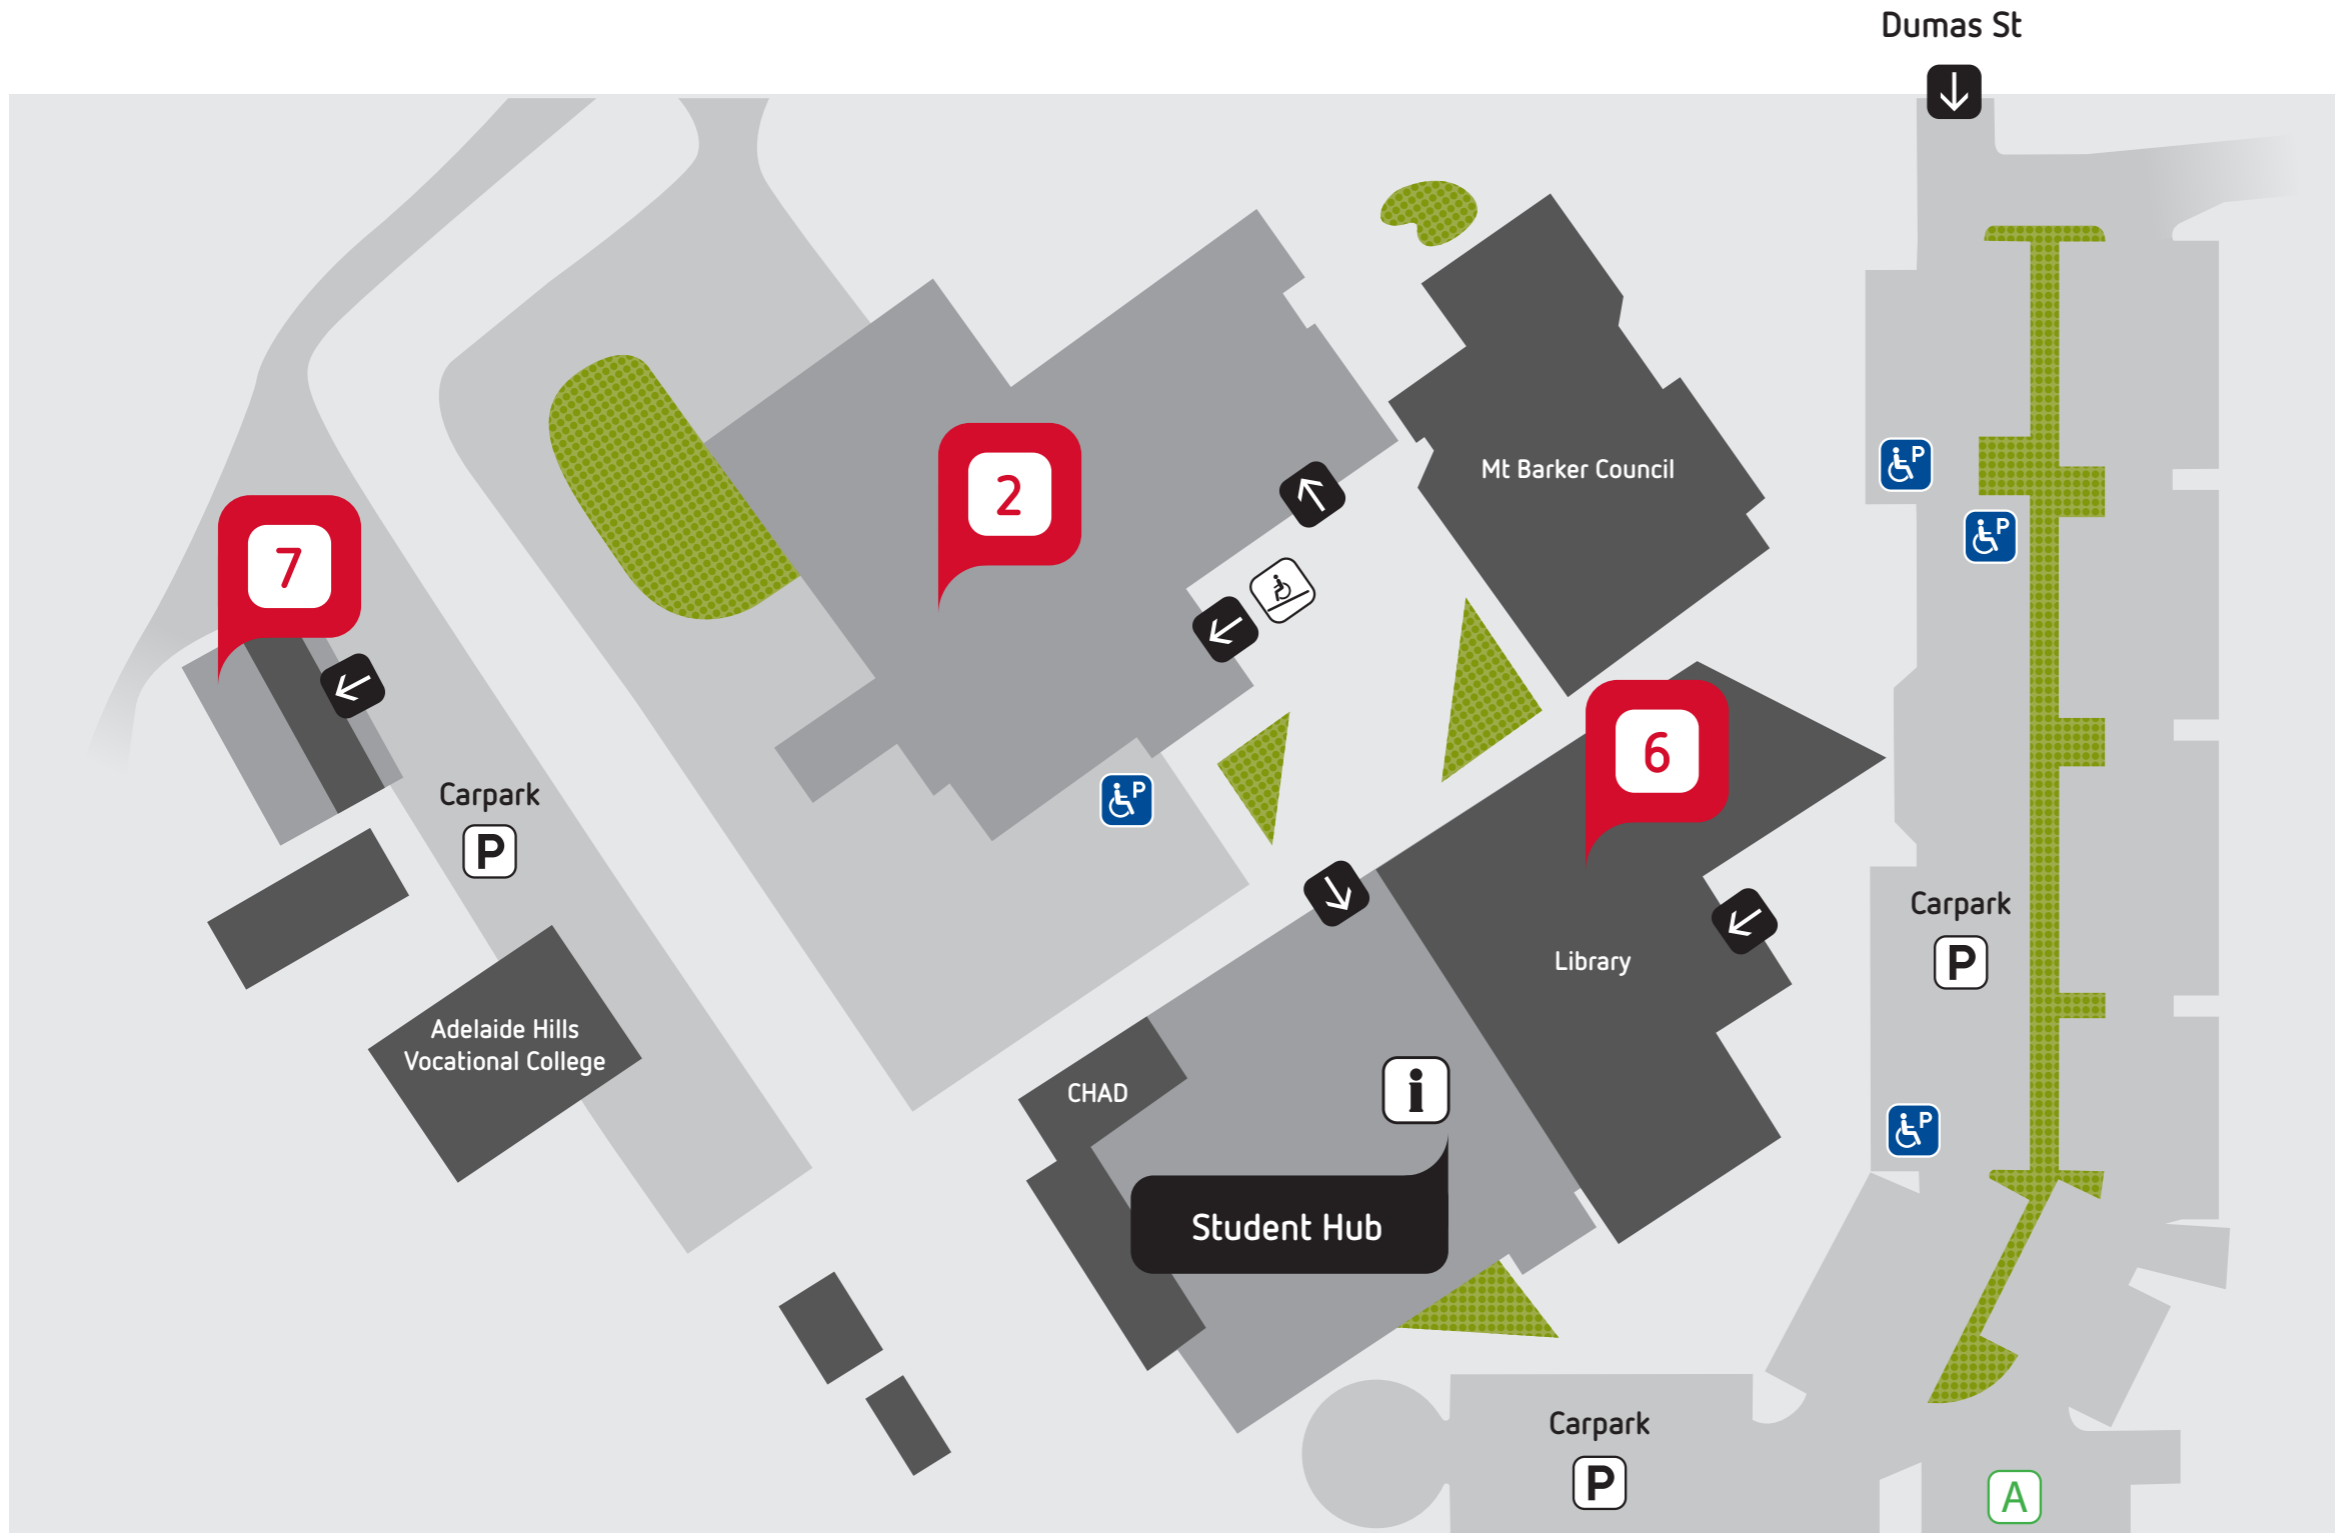 Dumas St
2
Mt Barker Council
P
P
7
6
Carpark
P
P
Carpark
P
Library
Adelaide Hills
Vocational College
CHAD
i
P
Student Hub
Carpark
P
A